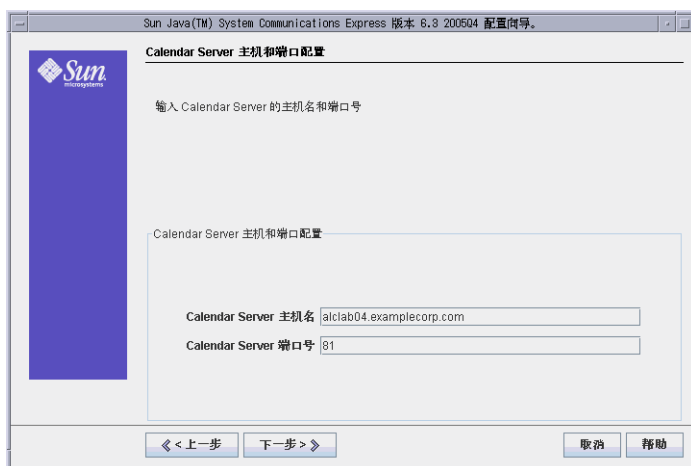 Sun Java(TM) System Communications Express 版本 6.3 2005Q4 配置向导。
Sun
microsystems
Calendar Server 主机和端口配置
输入 Calendar Server 的主机名和端口号
Calendar Server 主机和端口配置
Calendar Server 主机名 alclab04.examplecorp.com
Calendar Server 端口号 81
< 上一步 下一步 > 取消 帮助